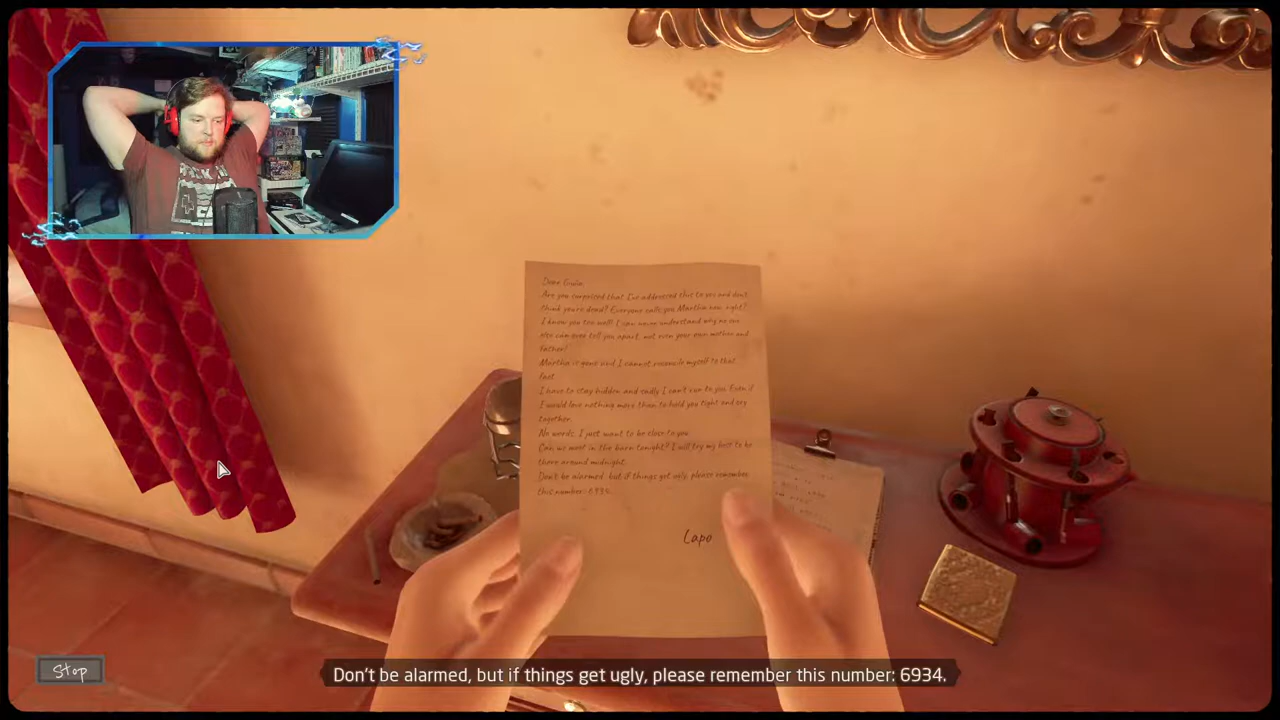 Dear Giulia,
Are you surprised that I've addressed this to you and don't
think you're dead? Everyone calls you Martha now, right?
I know you too well! I can never understand why no one
else can even tell you apart, not even your own mother and
Father!
Martha is gone and I cannot reconcile myself to that
fact.
I have to stay hidden and sadly I can't run to you. Even if
I would love nothing more than to hold you tight and cry
together.
No words, I just want to be close to you.
Can we meet in the barn tonight? I will try my best to be
there around midnight.
Don't be alarmed, but if things get ugly, please remember
this number: 6934.
Lapo
Stop
Don't be alarmed, but if things get ugly, please remember this number: 6934.